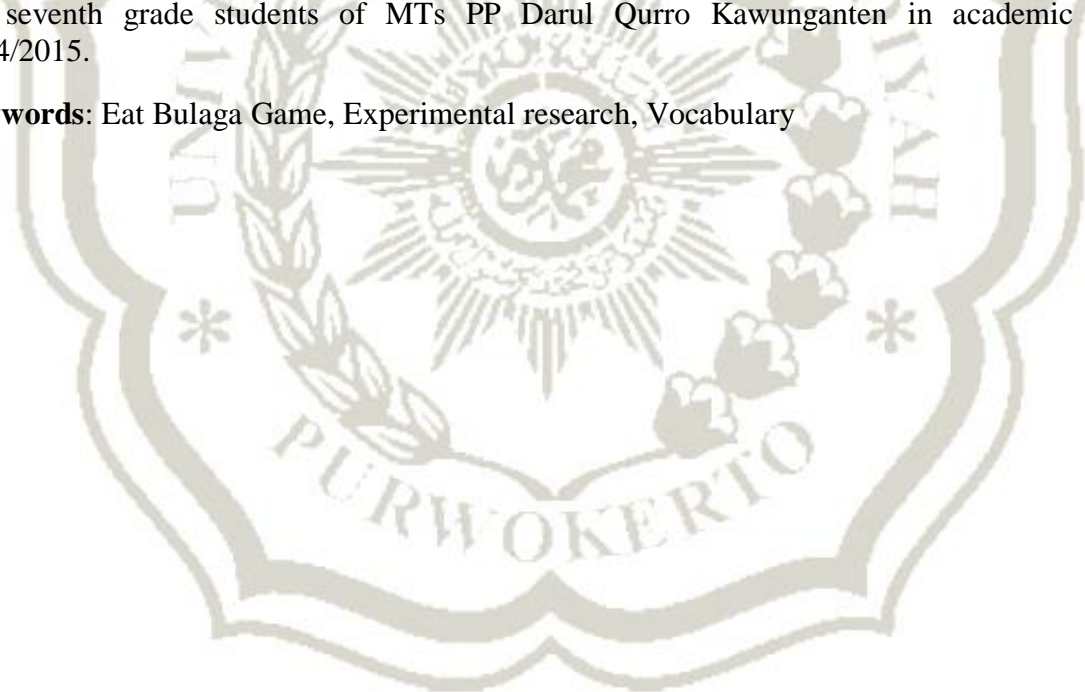 seventh grade students of MTs PP Darul Qurro Kawunganten in academic
4/2015.
words: Eat Bulaga Game, Experimental research, Vocabulary
PURWOKERTO